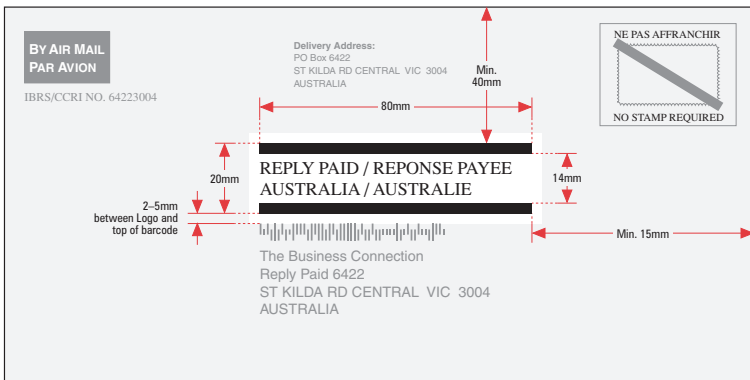 BY AIR MAIL
PAR AVION
IBRS/CCRI NO. 64223004
Delivery Address:
PO Box 6422
ST KILDA RD CENTRAL VIC 3004
AUSTRALIA
Min.
40mm
NE PAS AFFRANCHIR
NO STAMP REQUIRED
80mm
REPLY PAID / REPONSE PAYEE
AUSTRALIA / AUSTRALIE
20mm
14mm
2–5mm
between Logo and
top of barcode
Min. 15mm
The Business Connection
Reply Paid 6422
ST KILDA RD CENTRAL VIC 3004
AUSTRALIA